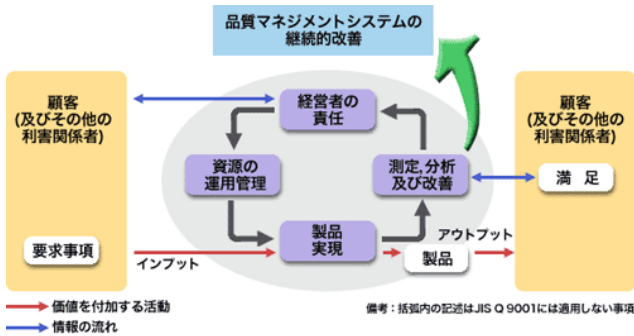 品質マネジメントシステムの
継続的改善
顧客
(及びその他の
利害関係者)
要求事項
経営者の
責任
資源の
運用管理
測定,分析
及び改善
製品
実現
インプット
製品
アウトプット
顧客
(及びその他の
利害関係者)
満 足
価値を付加する活動
情報の流れ
備考：括弧内の記述はJIS Q 9001には適用しない事項